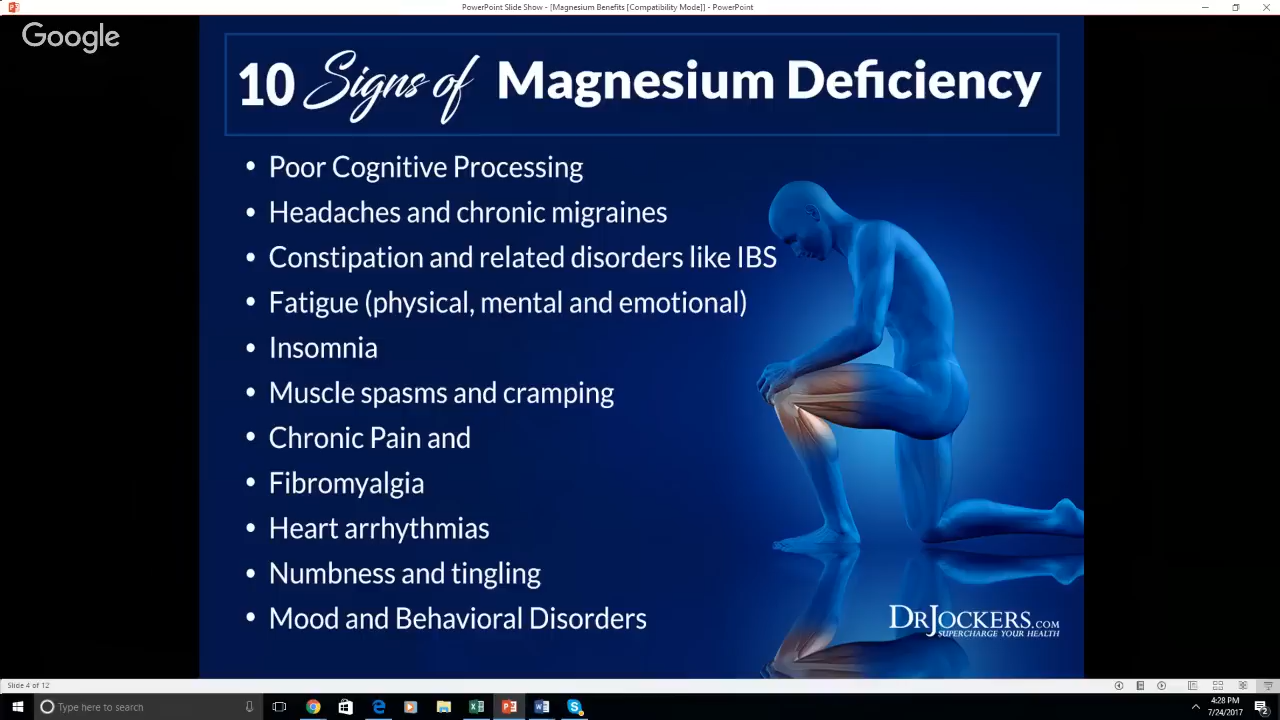 PowerPoint Slide Show - [Magnesium Benefits [Compatibility Mode]] - PowerPoint
Google
10 Signs of Magnesium Deficiency
• Poor Cognitive Processing
• Headaches and chronic migraines
• Constipation and related disorders like IBS
• Fatigue (physical, mental and emotional)
• Insomnia
• Muscle spasms and cramping
• Chronic Pain and
• Fibromyalgia
• Heart arrhythmias
• Numbness and tingling
• Mood and Behavioral Disorders
DRJOCKERS.COM
SUPERCHARGE YOUR HEALTH
Slide 4 of 12
Type here to search
4:28 PM
7/24/2017
2